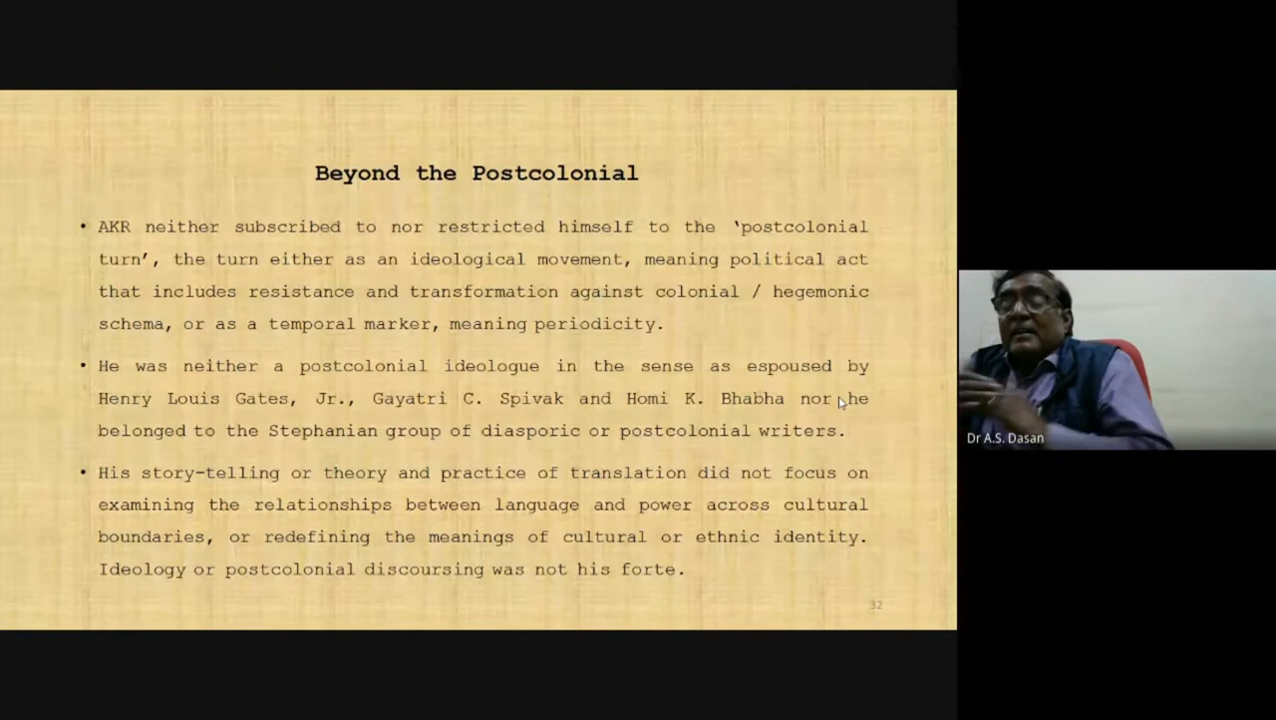 Beyond the Postcolonial
• AKR neither subscribed to nor restricted himself to the ‘postcolonial
turn’, the turn either as an ideological movement, meaning political act
that includes resistance and transformation against colonial / hegemonic
schema, or as a temporal marker, meaning periodicity.
• He was neither a postcolonial ideologue in the sense as espoused by
Henry Louis Gates, Jr., Gayatri C. Spivak and Homi K. Bhabha nor he
belonged to the Stephanian group of diasporic or postcolonial writers.
• His story-telling or theory and practice of translation did not focus on
examining the relationships between language and power across cultural
boundaries, or redefining the meanings of cultural or ethnic identity.
Ideology or postcolonial discoursing was not his forte.
32
Dr A.S. Dasan